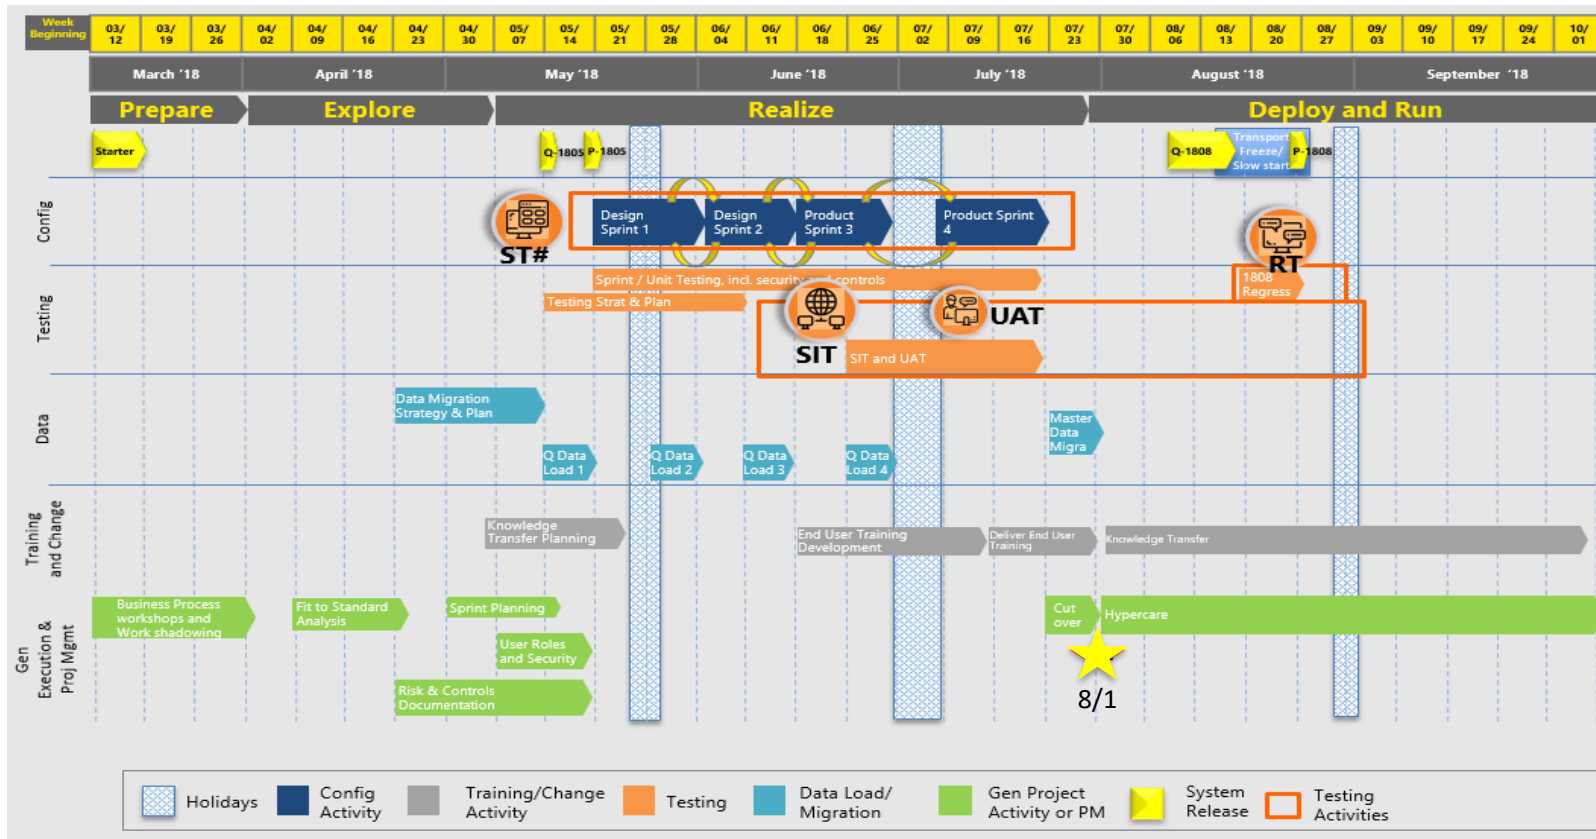 Week
Beginning
03/
12
03/
19
03/
26
04/
02
04/
09
04/
16
04/
23
04/
30
05/
07
05/
14
05/
21
05/
28
06/
04
06/
11
06/
18
06/
25
07/
02
07/
09
07/
16
07/
23
07/
30
08/
06
08/
13
08/
20
08/
27
09/
03
09/
10
09/
17
09/
24
10/
01
March '18
April '18
May '18
June '18
July '18
August '18
September '18
Prepare
Explore
Realize
Deploy and Run
Starter
Q-1805
P-1805
Q-1808
Transport
Freeze/
Slow start
P-1808
Config
ST#
Design
Sprint 1
Design
Sprint 2
Product
Sprint 3
Product Sprint
4
RT
Testing
Sprint / Unit Testing, incl. security controls
Testing Strat & Plan
1808
Regress
SIT
UAT
SIT and UAT
Data
Data Migration
Strategy & Plan
Master
Data
Migra
Q Data
Load 1
Q Data
Load 2
Q Data
Load 3
Q Data
Load 4
Training
and Change
Knowledge
Transfer Planning
End User Training
Development
Deliver End User
Training
Knowledge Transfer
Gen
Execution &
Proj Mgmt
Business Process
workshops and
Work shadowing
Fit to Standard
Analysis
Sprint Planning
Cut
over
Hypercare
User Roles
and Security
Risk & Controls
Documentation
8/1
Holidays
Config
Activity
Training/Change
Activity
Testing
Data Load/
Migration
Gen Project
Activity or PM
System
Release
Testing
Activities